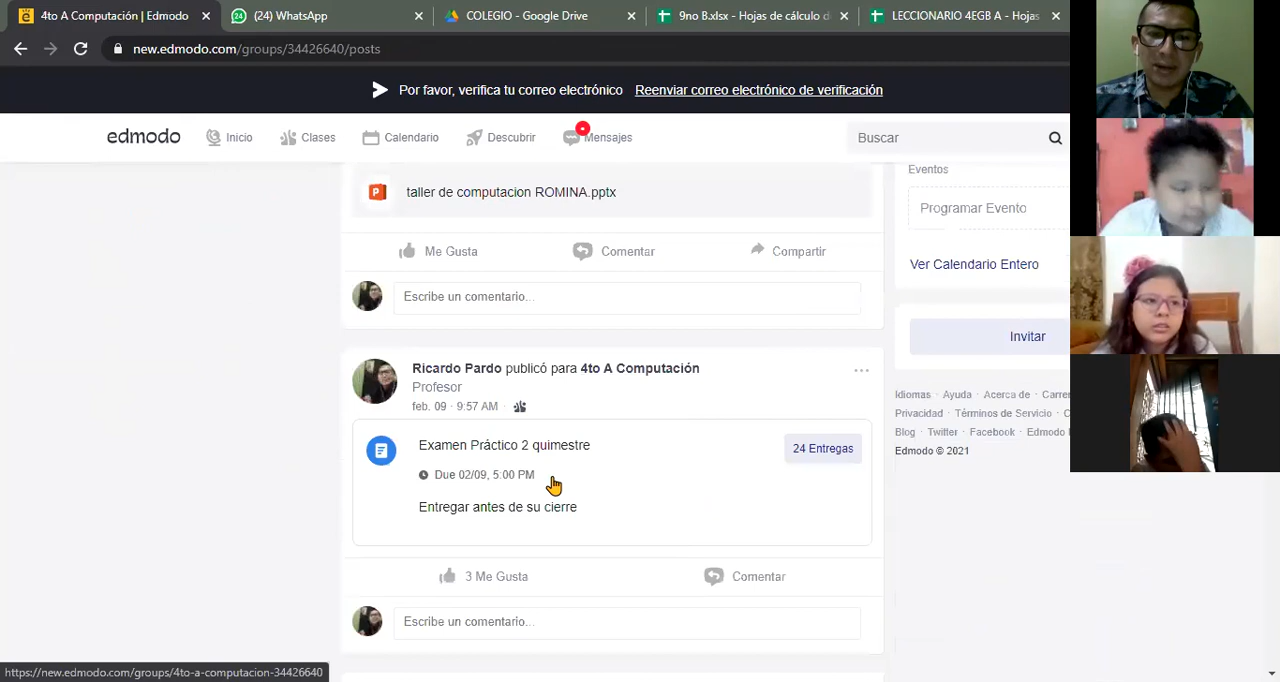 4to A Computación | Edmodo
(24) WhatsApp
COLEGIO - Google Drive
9no B.xlsx - Hojas de cálculo d
LECCIONARIO 4EGB A - Hojas
new.edmodo.com/groups/34426640/posts
Por favor, verifica tu correo electrónico Reenviar correo electrónico de verificación
edmodo
Inicio
Clases
Calendario
Descubrir
Mensajes
Buscar
Eventos
taller de computacion ROMINA.pptx
Programar Evento
Me Gusta
Comentar
Compartir
Ver Calendario Entero
Escribe un comentario...
Invitar
Ricardo Pardo publicó para 4to A Computación
Profesor
feb. 09 · 9:57 AM ·
Idiomas · Ayuda · Acerca de · Carre
Privacidad · Términos de Servicio · C
Blog · Twitter · Facebook · Edmodo
Edmodo © 2021
Examen Práctico 2 quimestre
24 Entregas
Due 02/09, 5:00 PM
Entregar antes de su cierre
3 Me Gusta
Comentar
Escribe un comentario...
https://new.edmodo.com/groups/4to-a-computacion-34426640